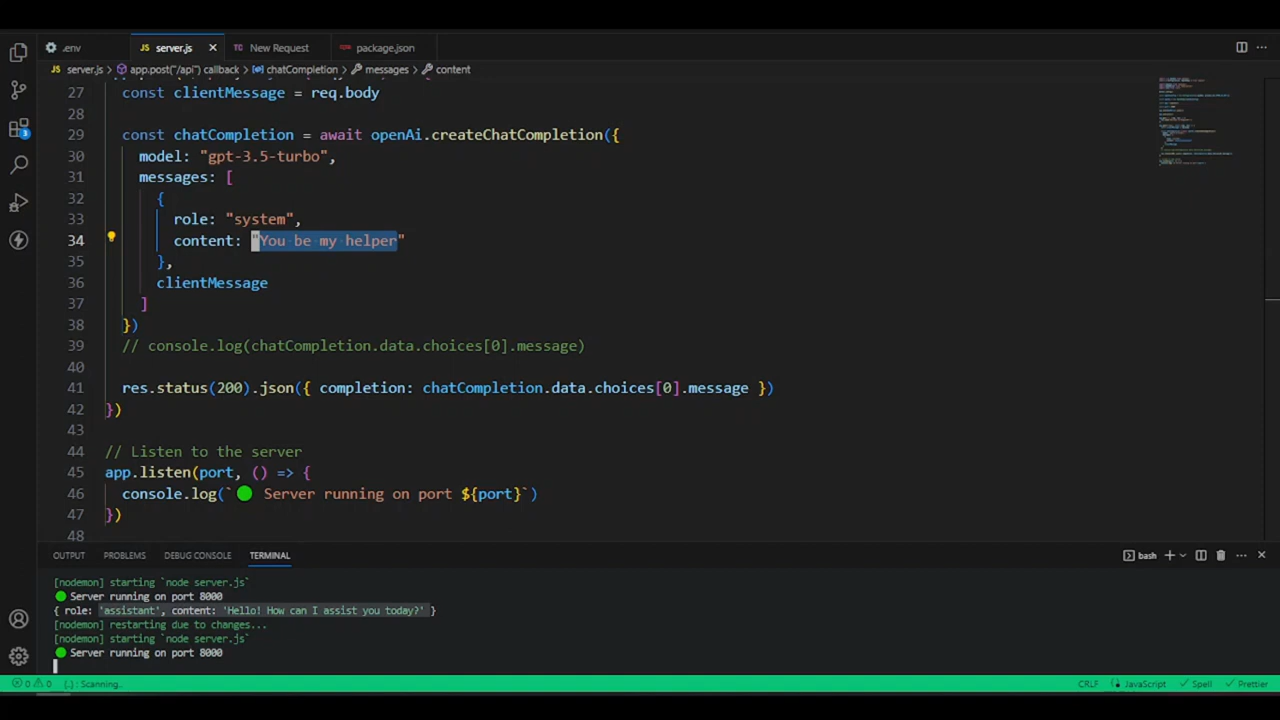 .env
JS server.js
New Request
package.json
JS server.js > app.post("/api") callback > chatCompletion > messages > content
27 const clientMessage = req.body
28
29 const chatCompletion = await openAi.createChatCompletion({
30 model: "gpt-3.5-turbo",
31 messages: [
32 {
33 role: "system",
34 content: "You be my helper"
35 },
36 clientMessage
37 ]
38 })
39 // console.log(chatCompletion.data.choices[0].message)
40
41 res.status(200).json({ completion: chatCompletion.data.choices[0].message })
42 })
43
44 // Listen to the server
45 app.listen(port, () => {
46 console.log(`🟢 Server running on port ${port}`)
47 })
48
OUTPUT PROBLEMS DEBUG CONSOLE TERMINAL
bash
[nodemon] starting `node server.js`
🟢 Server running on port 8000
{ role: 'assistant', content: 'Hello! How can I assist you today?' }
[nodemon] restarting due to changes...
[nodemon] starting `node server.js`
🟢 Server running on port 8000
0 0 Scanning.. CRLF JavaScript Spell Prettier